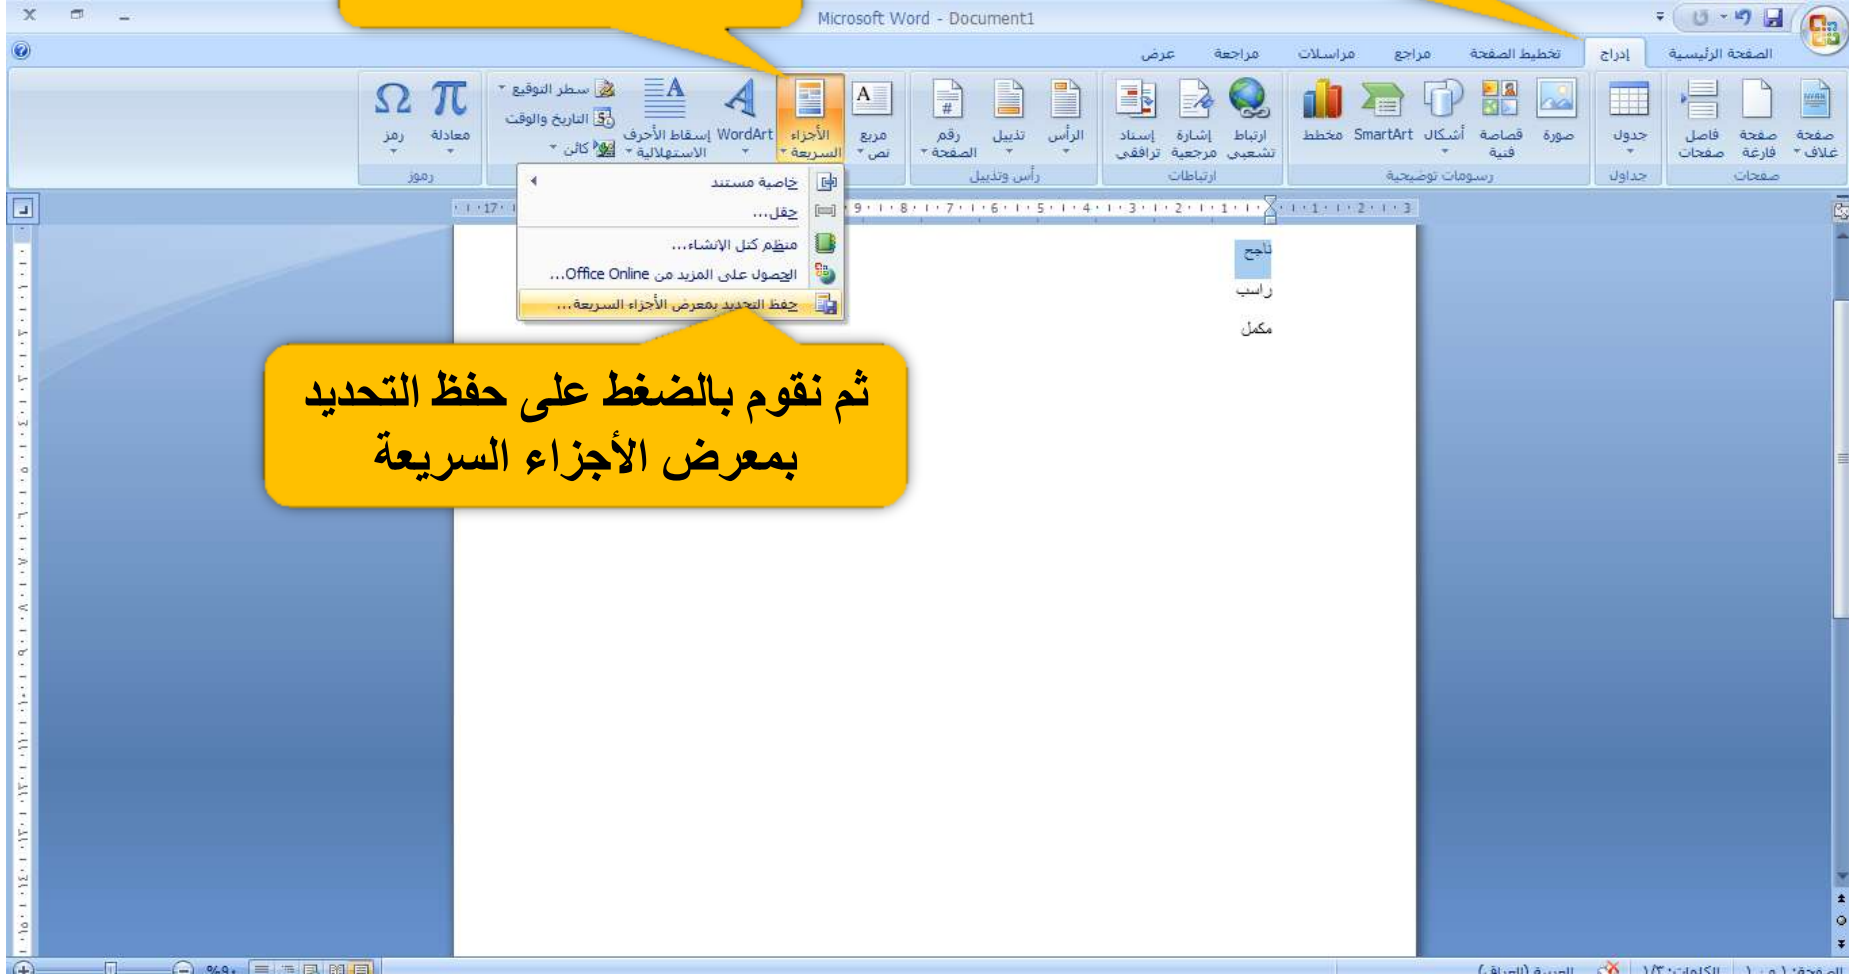 Microsoft Word - Document1
الصفحة الرئيسية
إدراج
تخطيط الصفحة
مراجع
مراسلات
مراجعة
عرض
صفحة غلاف
صفحة فارغة
فاصل صفحات
صفحات
جدول
جداول
صورة
قصاصة فنية
أشكال
SmartArt
مخطط
رسومات توضيحية
ارتباط تشعبي
إشارة مرجعية
إسناد ترافقي
ارتباطات
الرأس
تذييل
رقم الصفحة
رأس وتذييل
مربع نص
الأجزاء السريعة
WordArt
إسقاط الأحرف الاستهلالية
سطر التوقيع
التاريخ والوقت
كائن
معادلة
رمز
رموز
خاصية مستند
حقل...
منظم كتل الإنشاء...
الحصول على المزيد من Office Online...
حفظ التحديد بمعرض الأجزاء السريعة...
ناجح
راسب
مكمل
ثم نقوم بالضغط على حفظ التحديد
بمعرض الأجزاء السريعة
الكلمات: ١/٣
العربية (العراق)
%٩٠